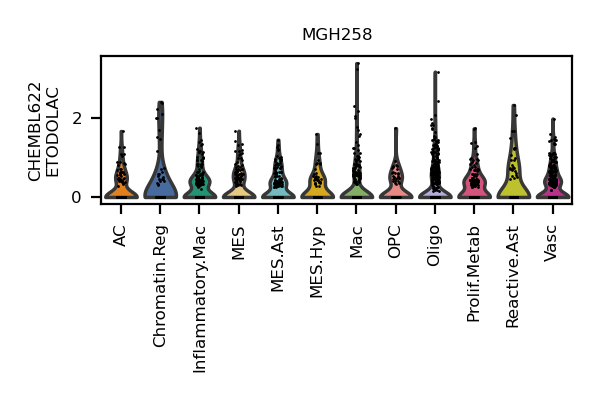 MGH258
CHEMBL622
ETODOLAC
2
0
AC
Chromatin.Reg
Inflammatory.Mac
MES
MES.Ast
MES.Hyp
Mac
OPC
Oligo
Prolif.Metab
Reactive.Ast
Vasc